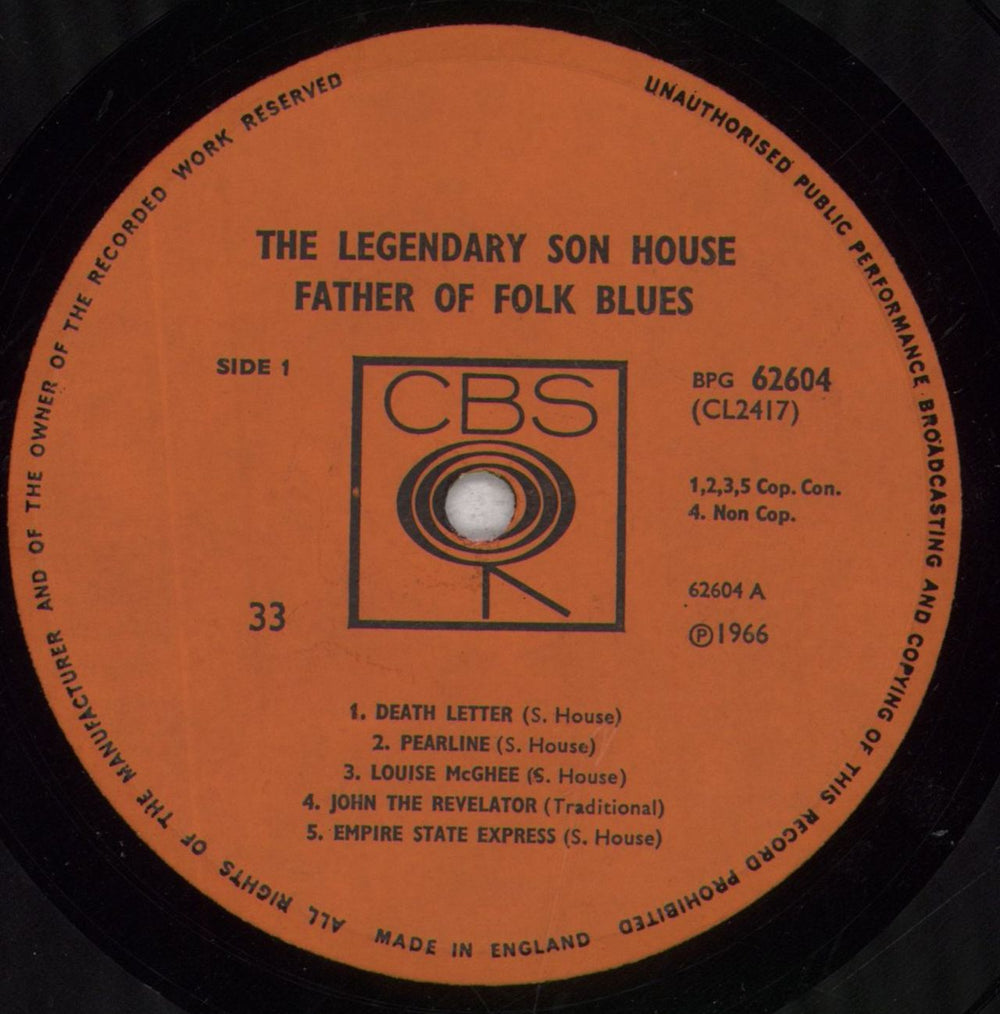 UNAUTHORISED PUBLIC PERFORMANCE BROADCASTING AND COPYING OF THIS RECORD PROHIBITED
ALL RIGHTS OF THE MANUFACTURER AND OF THE OWNER OF THE RECORDED WORK RESERVED
THE LEGENDARY SON HOUSE
FATHER OF FOLK BLUES
SIDE 1
CBS
BPG 62604
(CL2417)
1,2,3,5 Cop. Con.
4. Non Cop.
33
62604 A
℗1966
1. DEATH LETTER (S. House)
2. PEARLINE (S. House)
3. LOUISE McGHEE (S. House)
4. JOHN THE REVELATOR (Traditional)
5. EMPIRE STATE EXPRESS (S. House)
MADE IN ENGLAND